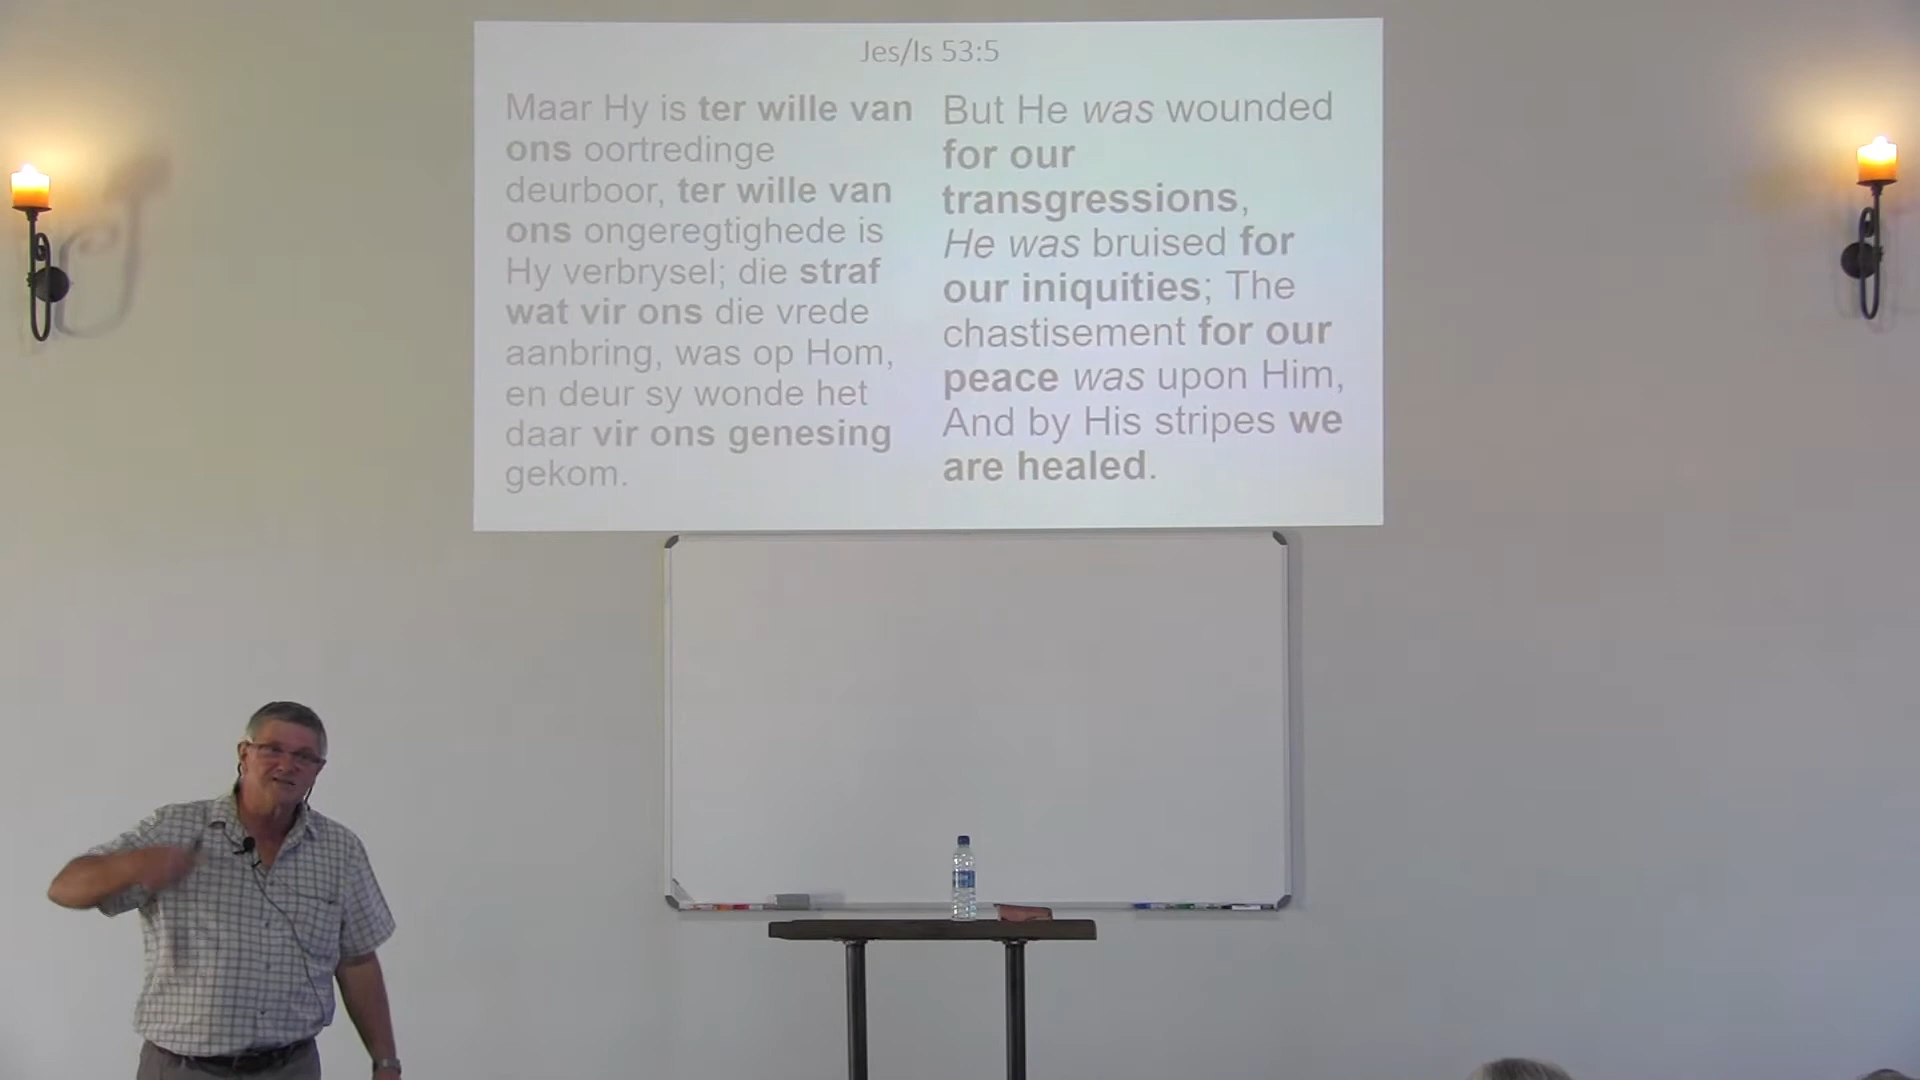 Jes/Is 53:5
Maar Hy is ter wille van
ons oortredinge
deurboor, ter wille van
ons ongeregtighede is
Hy verbrysel; die straf
wat vir ons die vrede
aanbring, was op Hom,
en deur sy wonde het
daar vir ons genesing
gekom.
But He was wounded
for our
transgressions,
He was bruised for
our iniquities; The
chastisement for our
peace was upon Him,
And by His stripes we
are healed.